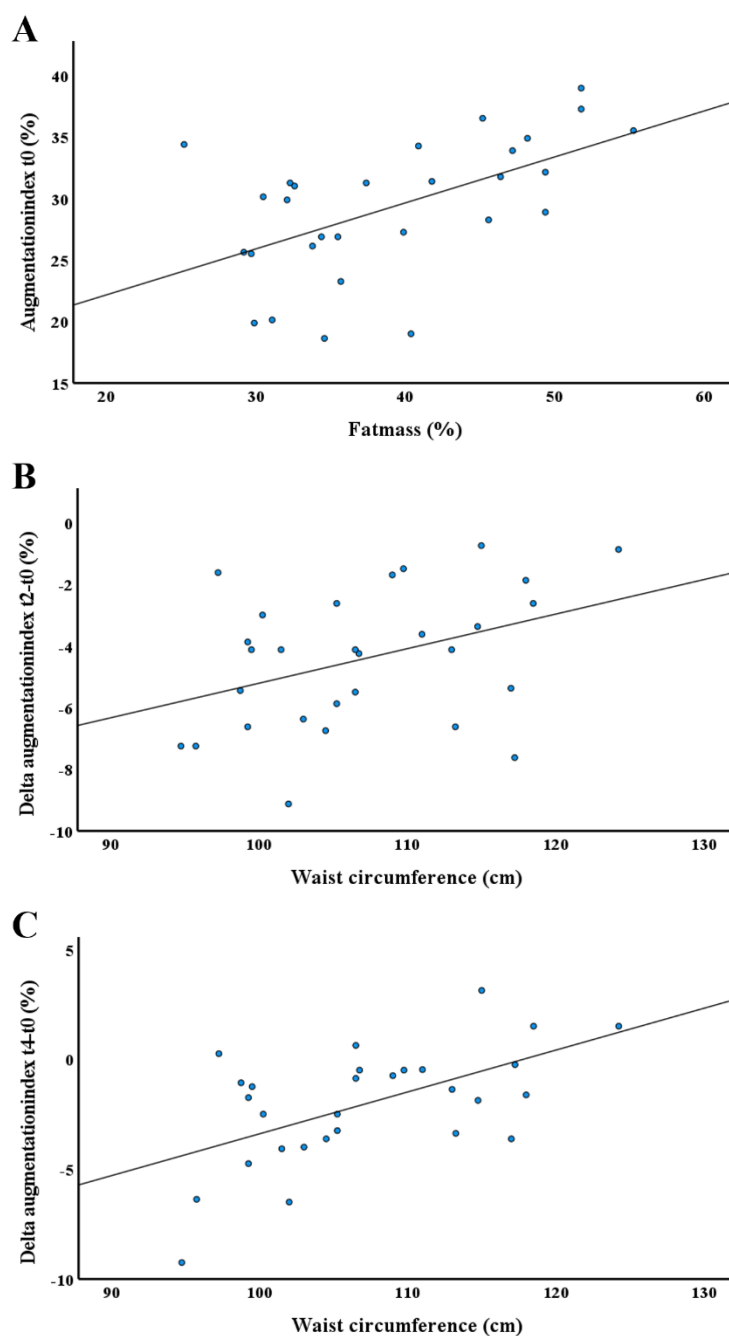 A
Augmentationindex t0 (%)
40
35
30
25
20
15
20 30 40 50 60
Fatmass (%)
B
Delta augmentationindex t2-t0 (%)
0
-2
-4
-6
-8
-10
90 100 110 120 130
Waist circumference (cm)
C
Delta augmentationindex t4-t0 (%)
5
0
-5
-10
90 100 110 120 130
Waist circumference (cm)